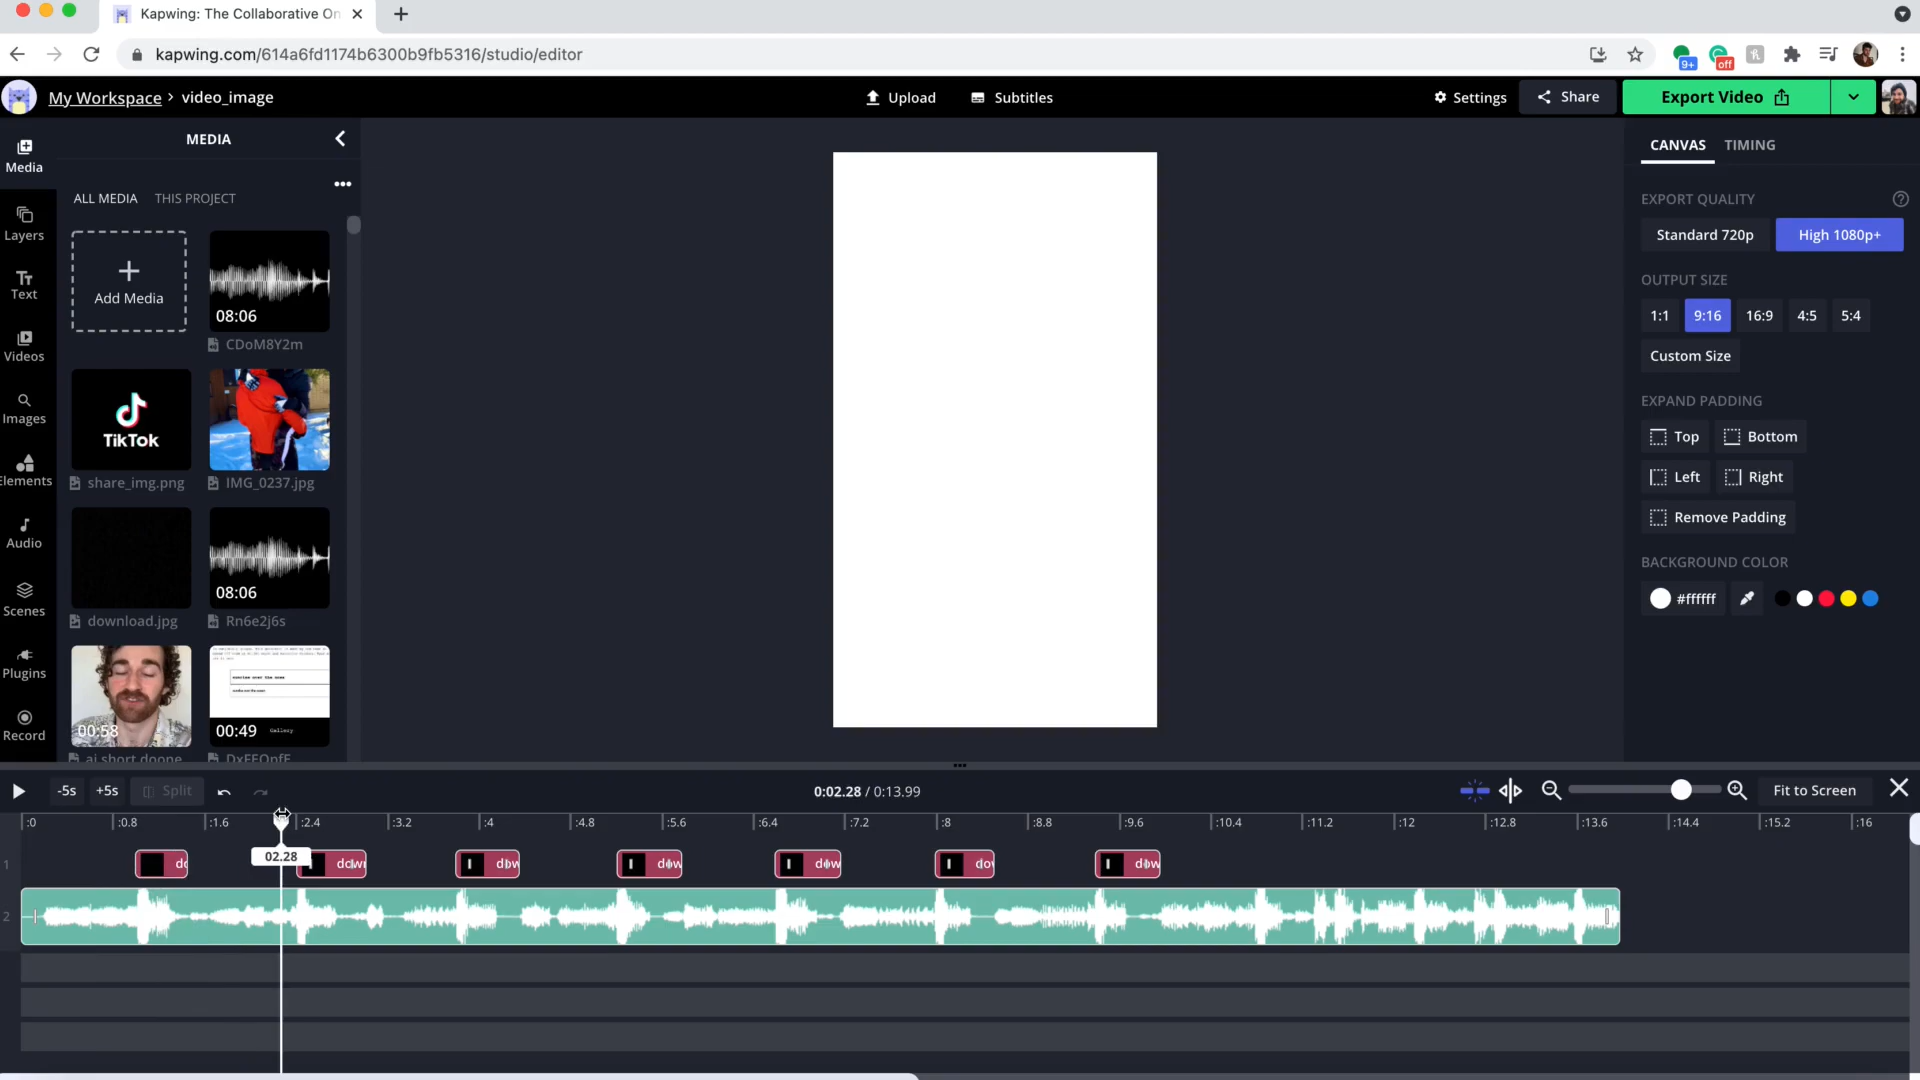 Kapwing: The Collaborative On
kapwing.com/614a6fd1174b6300b9fb5316/studio/editor
9+
off
My Workspace > video_image
Upload
Subtitles
Settings
Share
Export Video
Media
Layers
Text
Videos
Images
Elements
Audio
Scenes
Plugins
Record
MEDIA
ALL MEDIA THIS PROJECT
Add Media
08:06
CDoM8Y2m
TikTok
share_img.png
IMG_0237.jpg
download.jpg
08:06
Rn6e2j6s
00:58
00:49
Gallery
CANVAS TIMING
EXPORT QUALITY
Standard 720p High 1080p+
OUTPUT SIZE
1:1 9:16 16:9 4:5 5:4
Custom Size
EXPAND PADDING
Top Bottom
Left Right
Remove Padding
BACKGROUND COLOR
#ffffff
-5s +5s Split
0:02.28 / 0:13.99
Fit to Screen
:0 :0.8 :1.6 :2.4 :3.2 :4 :4.8 :5.6 :6.4 :7.2 :8 :8.8 :9.6 :10.4 :11.2 :12 :12.8 :13.6 :14.4 :15.2 :16
02.28
1
2